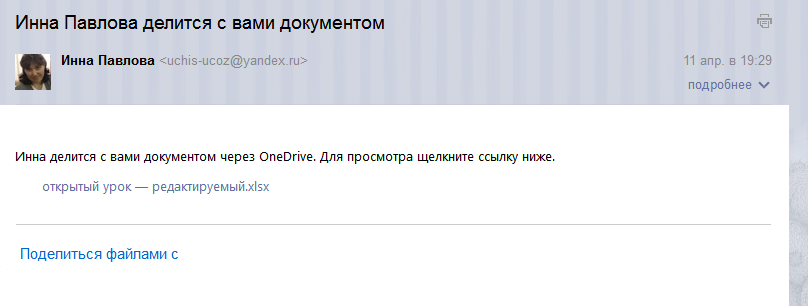 Инна Павлова делится с вами документом
Инна Павлова <uchis-ucoz@yandex.ru> 11 апр. в 19:29
подробнее
Инна делится с вами документом через OneDrive. Для просмотра щелкните ссылку ниже.
открытый урок — редактируемый.xlsx
Поделиться файлами с